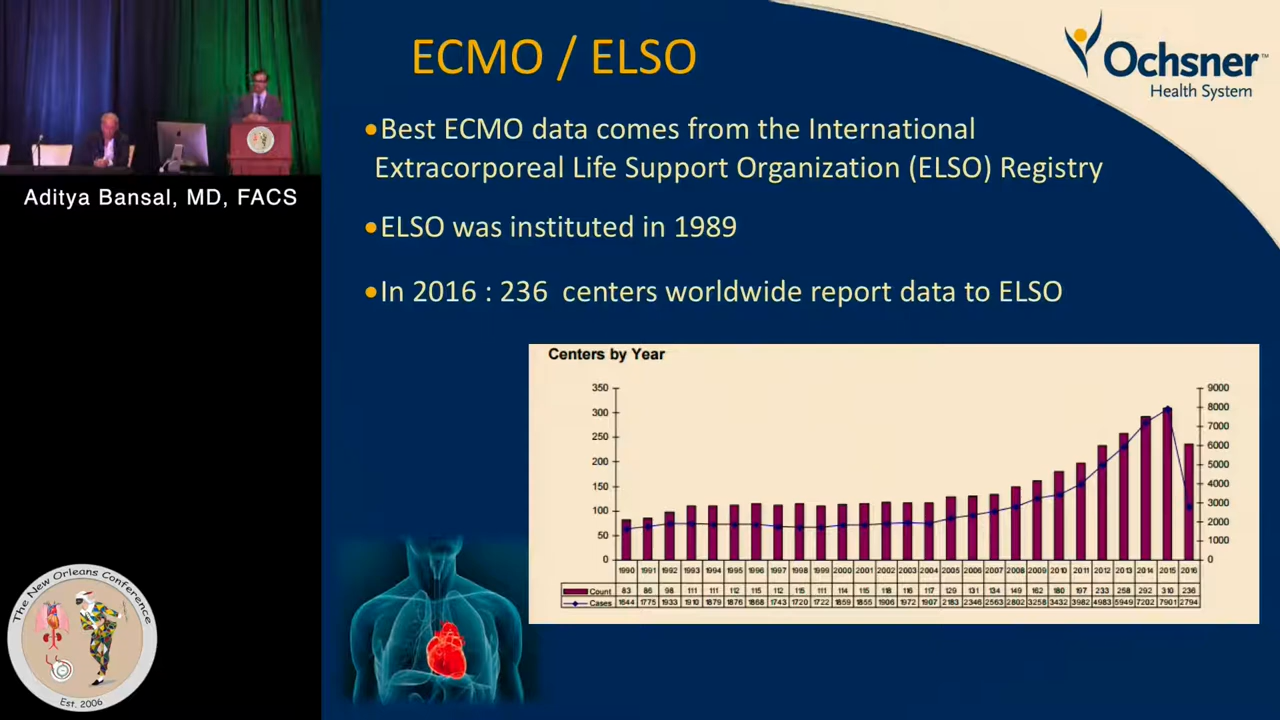 ECMO / ELSO
Ochsner™
Health System
•Best ECMO data comes from the International
Extracorporeal Life Support Organization (ELSO) Registry
Aditya Bansal, MD, FACS
•ELSO was instituted in 1989
•In 2016 : 236 centers worldwide report data to ELSO
Centers by Year
350 9000
300 8000
250 7000
200 6000
150 5000
100 4000
50 3000
0 2000
1000
0
1990 1991 1992 1993 1994 1995 1996 1997 1998 1999 2000 2001 2002 2003 2004 2005 2006 2007 2008 2009 2010 2011 2012 2013 2014 2015 2016
Count 83 86 98 111 111 112 115 112 115 111 114 115 118 116 117 129 131 134 149 162 180 197 233 258 292 310 236
Cases 1644 1775 1933 1910 1879 1876 1868 1743 1720 1722 1859 1855 1906 1972 1907 2183 2346 2563 2802 3258 3432 3982 4983 5949 7202 7901 2794
The New Orleans Conference
Est. 2006